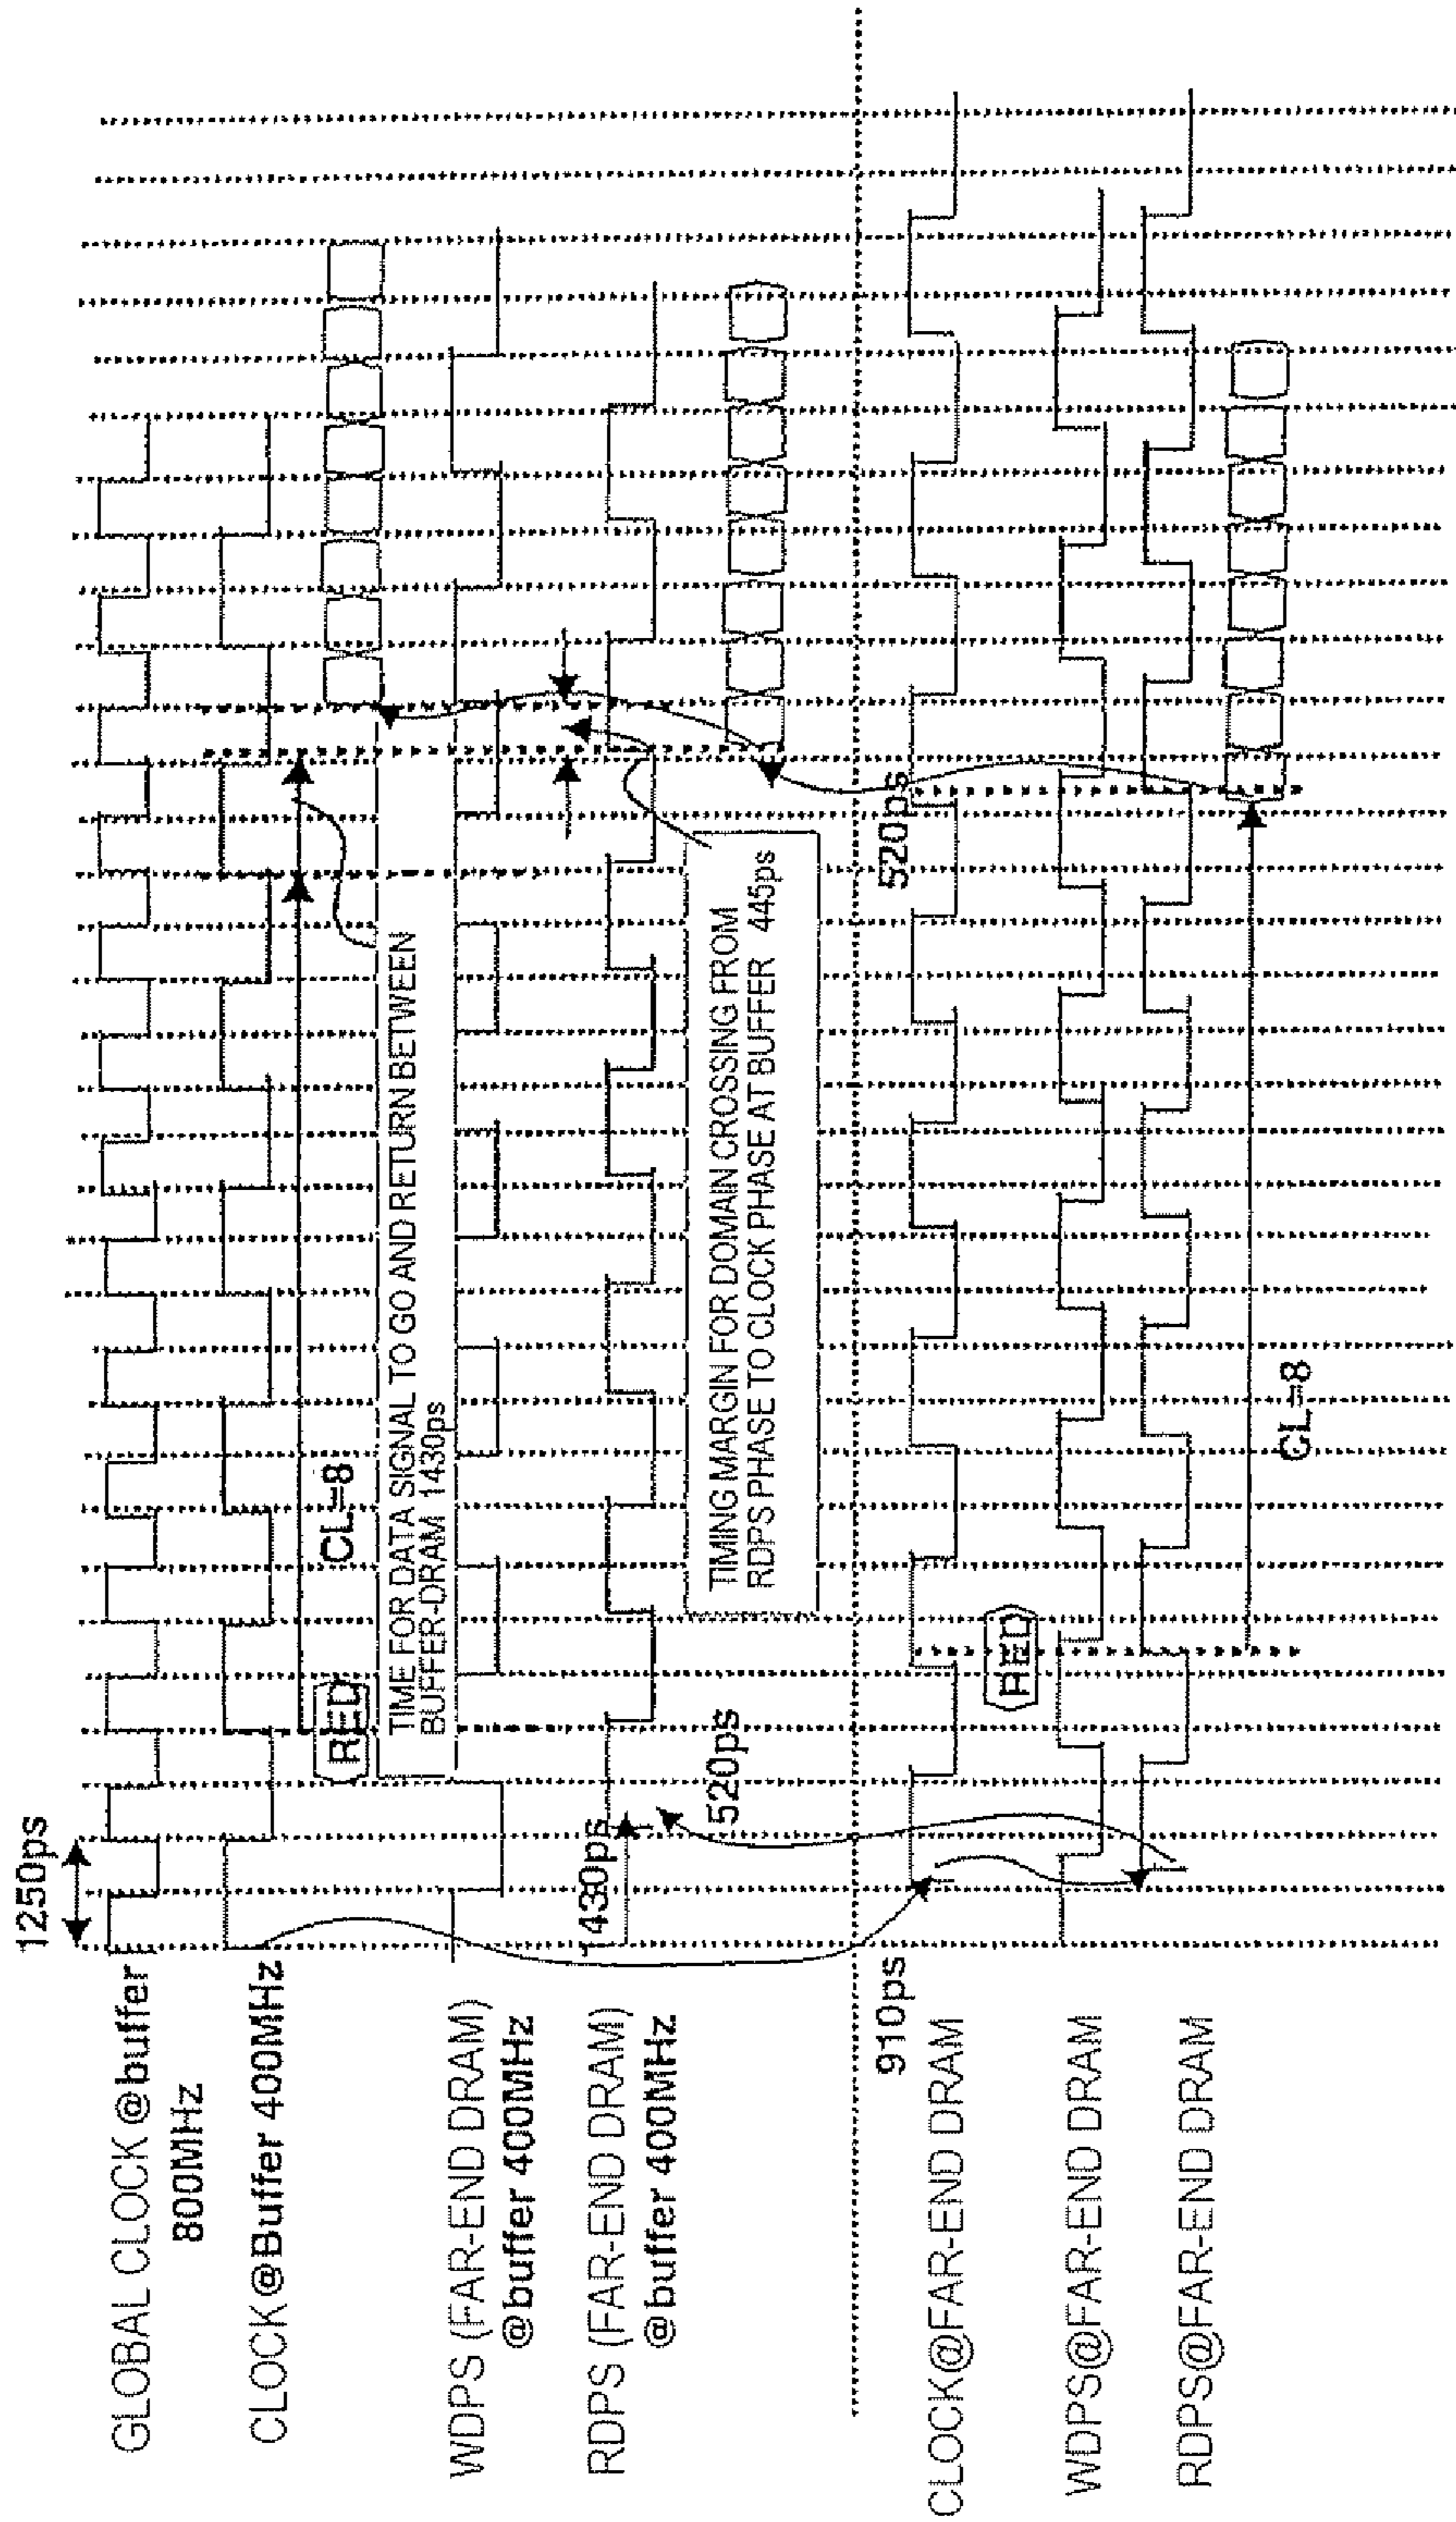 1250ps
GLOBAL CLOCK @buffer
800MHz
CLOCK@Buffer 400MHz
CL=8
RED
TIME FOR DATA SIGNAL TO GO AND RETURN BETWEEN
BUFFER-DRAM 1430ps
WDPS (FAR-END DRAM)
@buffer 400MHz
1430ps
RDPS (FAR-END DRAM)
@buffer 400MHz
520ps
TIMING MARGIN FOR DOMAIN CROSSING FROM
RDPS PHASE TO CLOCK PHASE AT BUFFER 445ps
910ps
520ps
CLOCK@FAR-END DRAM
RED
WDPS@FAR-END DRAM
RDPS@FAR-END DRAM
CL=8